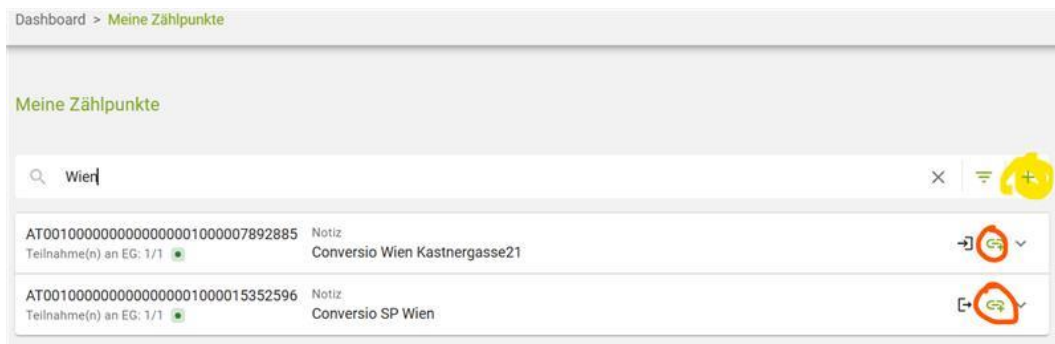 Dashboard > Meine Zählpunkte
Meine Zählpunkte
Wien
AT0010000000000000001000007892885 Notiz
Teilnahme(n) an EG: 1/1 Conversio Wien Kastnergasse21
AT0010000000000000001000015352596 Notiz
Teilnahme(n) an EG: 1/1 Conversio SP Wien